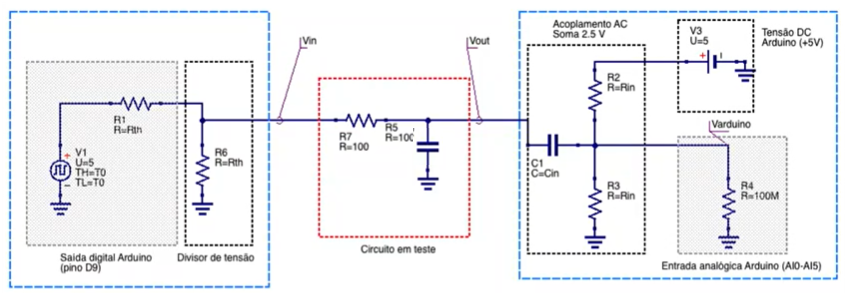 Acoplamento AC
Soma 2.5 V
V3
U=5
Tensão DC
Arduino (+5V)
Vin
Vout
R2
R=Rin
R1
R=Rth
R7
R=100
R5
R=100
Varduino
V1
U=5
TH=T0
TL=T0
R6
R=Rth
C1
C=Cin
R3
R=Rin
R4
R=100M
Saída digital Arduino
(pino D9)
Divisor de tensão
Circuito em teste
Entrada analógica Arduino (AI0-AI5)